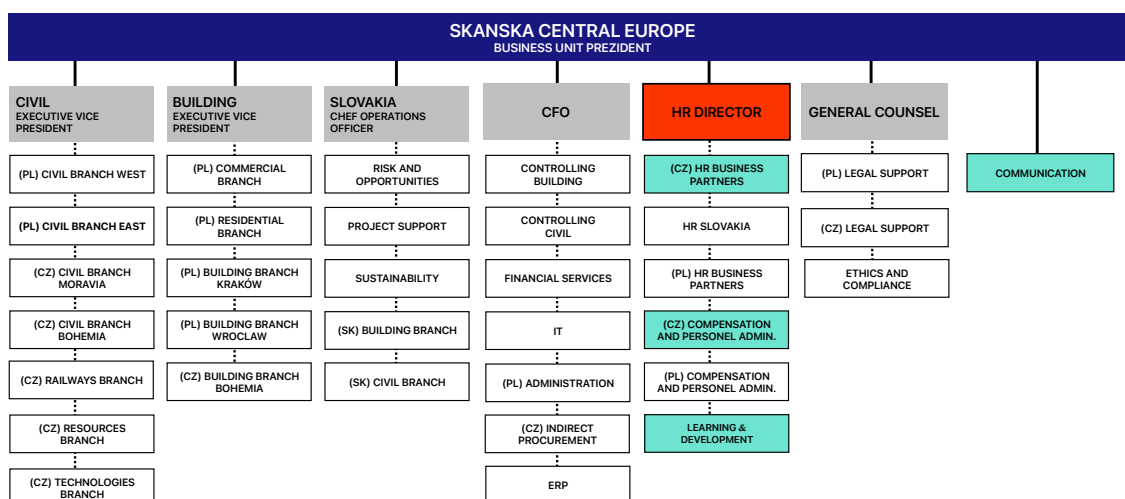 SKANSKA CENTRAL EUROPE
BUSINESS UNIT PREZIDENT
CIVIL
EXECUTIVE VICE
PRESIDENT
(PL) CIVIL BRANCH WEST
(PL) CIVIL BRANCH EAST
(CZ) CIVIL BRANCH
MORAVIA
(CZ) CIVIL BRANCH
BOHEMIA
(CZ) RAILWAYS BRANCH
(CZ) RESOURCES
BRANCH
(CZ) TECHNOLOGIES
BRANCH
BUILDING
EXECUTIVE VICE
PRESIDENT
(PL) COMMERCIAL
BRANCH
(PL) RESIDENTIAL
BRANCH
(PL) BUILDING BRANCH
KRAKÓW
(PL) BUILDING BRANCH
WROCLAW
(CZ) BUILDING BRANCH
BOHEMIA
SLOVAKIA
CHEF OPERATIONS
OFFICER
RISK AND
OPPORTUNITIES
PROJECT SUPPORT
SUSTAINABILITY
(SK) BUILDING BRANCH
(SK) CIVIL BRANCH
CFO
CONTROLLING
BUILDING
CONTROLLING
CIVIL
FINANCIAL SERVICES
IT
(PL) ADMINISTRATION
(CZ) INDIRECT
PROCUREMENT
ERP
HR DIRECTOR
(CZ) HR BUSINESS
PARTNERS
HR SLOVAKIA
(PL) HR BUSINESS
PARTNERS
(CZ) COMPENSATION
AND PERSONEL ADMIN.
(PL) COMPENSATION
AND PERSONEL ADMIN.
LEARNING &
DEVELOPMENT
GENERAL COUNSEL
(PL) LEGAL SUPPORT
(CZ) LEGAL SUPPORT
ETHICS AND
COMPLIANCE
COMMUNICATION